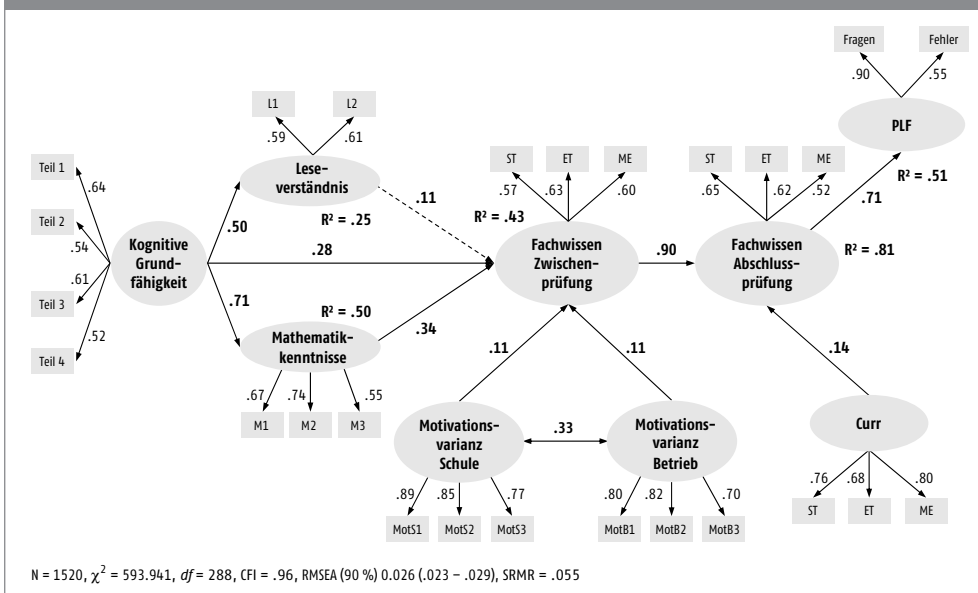 Fragen
Fehler
.90
.55
PLF
R² = .51
.71
L1
L2
.59
.61
Lese-
verständnis
R² = .25
.11
ST
ET
ME
.57
.63
.60
R² = .43
ST
ET
ME
.65
.62
.52
Teil 1
Teil 2
Teil 3
Teil 4
.64
.54
.61
.52
Kognitive
Grund-
fähigkeit
.50
.28
.71
Fachwissen
Zwischen-
prüfung
.90
Fachwissen
Abschluss-
prüfung
R² = .81
R² = .50
Mathematik-
kenntnisse
.34
.67
.74
.55
M1
M2
M3
.11
.11
.14
Motivations-
varianz
Schule
.33
Motivations-
varianz
Betrieb
Curr
.89
.85
.77
MotS1
MotS2
MotS3
.80
.82
.70
MotB1
MotB2
MotB3
.76
.68
.80
ST
ET
ME
N = 1520, χ² = 593.941, df = 288, CFI = .96, RMSEA (90 %) 0.026 (.023 – .029), SRMR = .055